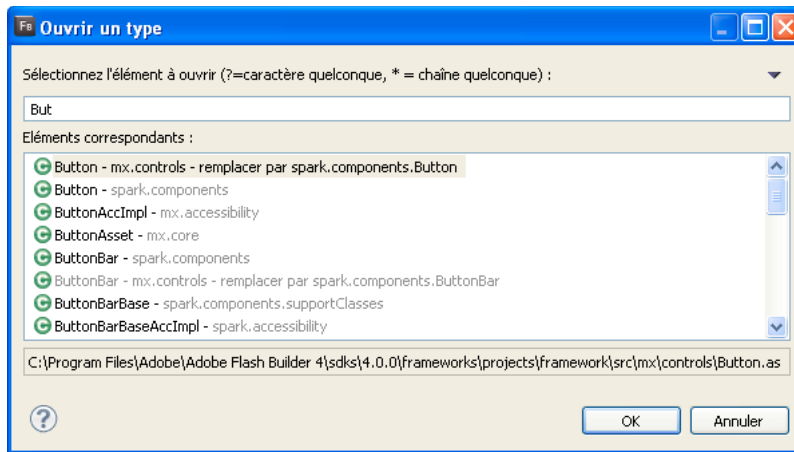 Fb Ouvrir un type
Sélectionnez l'élément à ouvrir (?=caractère quelconque, * = chaîne quelconque) :
But
Eléments correspondants :
Button - mx.controls - remplacer par spark.components.Button
Button - spark.components
ButtonAccImpl - mx.accessibility
ButtonAsset - mx.core
ButtonBar - spark.components
ButtonBar - mx.controls - remplacer par spark.components.ButtonBar
ButtonBarBase - spark.components.supportClasses
ButtonBarBaseAccImpl - spark.accessibility
C:\Program Files\Adobe\Adobe Flash Builder 4\sdks\4.0.0\frameworks\projects\framework\src\mx\controls\Button.as
? OK Annuler